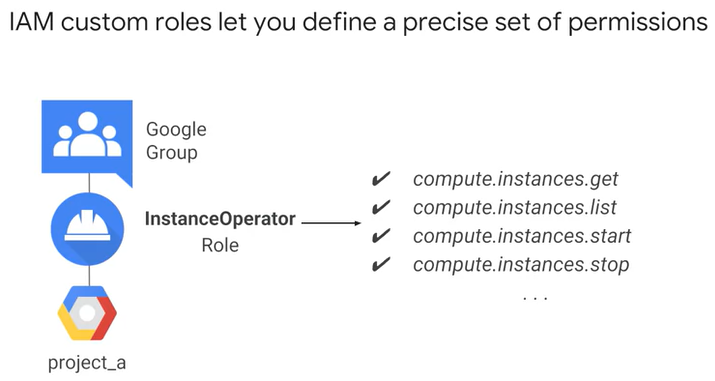 IAM custom roles let you define a precise set of permissions
Google
Group
InstanceOperator
Role
project_a
✔ compute.instances.get
✔ compute.instances.list
✔ compute.instances.start
✔ compute.instances.stop
. . .